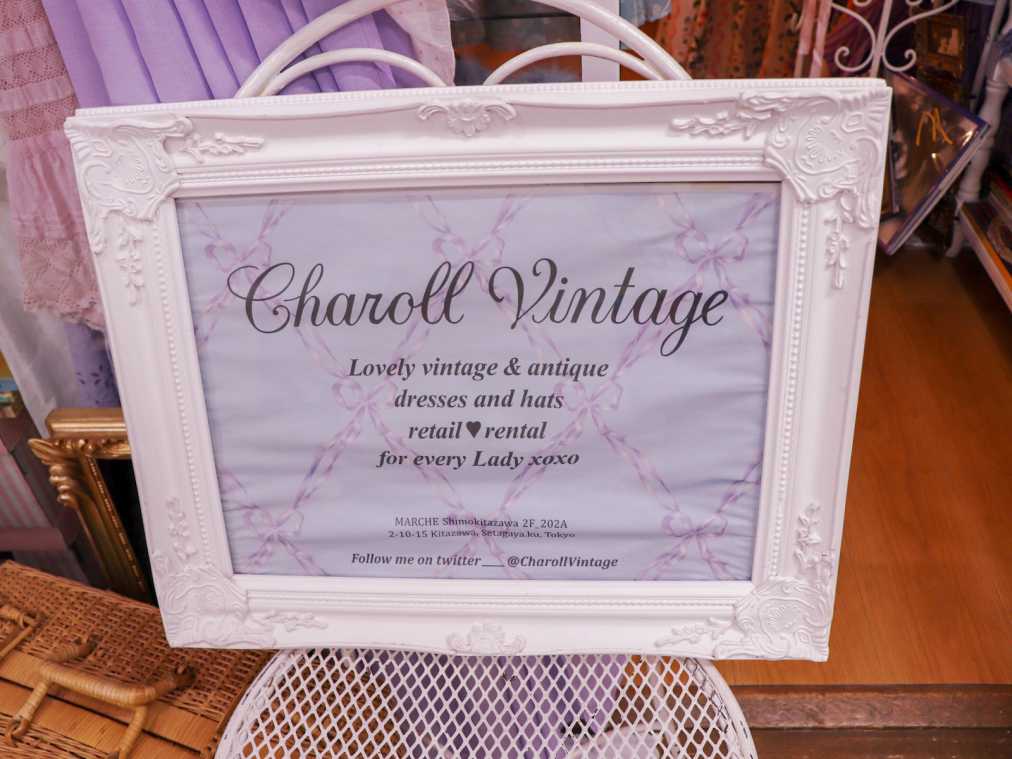 Charoll Vintage
Lovely vintage & antique
dresses and hats
retail♥rental
for every Lady xoxo
MARCHE Shimokitazawa 2F_202A
2-10-15 Kitazawa, Setagaya.ku, Tokyo
Follow me on twitter___@CharollVintage